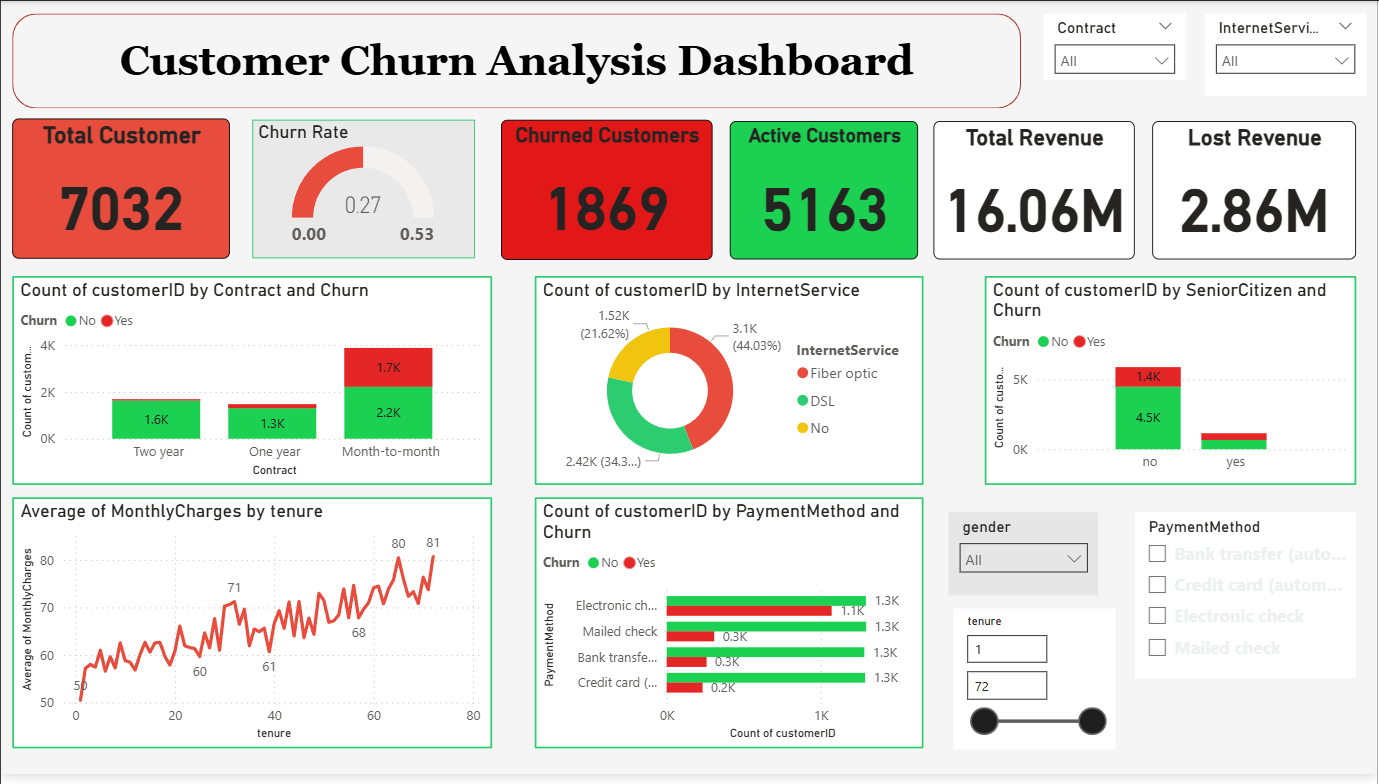 Customer Churn Analysis Dashboard
Contract
All
InternetServi...
All
Total Customer
7032
Churn Rate
0.27
0.00
0.53
Churned Customers
1869
Active Customers
5163
Total Revenue
16.06M
Lost Revenue
2.86M
Count of customerID by Contract and Churn
Churn No Yes
Count of custom...
4K
2K
0K
1.6K
1.3K
1.7K
2.2K
Two year
One year
Month-to-month
Contract
Count of customerID by InternetService
1.52K
(21.62%)
3.1K
(44.03%)
2.42K (34.3...)
InternetService
Fiber optic
DSL
No
Count of customerID by SeniorCitizen and
Churn
Churn No Yes
Count of custo...
5K
0K
1.4K
4.5K
no
yes
Average of MonthlyCharges by tenure
Average of MonthlyCharges
80
70
60
50
50
60
71
61
68
80
81
0
20
40
60
80
tenure
Count of customerID by PaymentMethod and
Churn
Churn No Yes
PaymentMethod
Electronic ch...
1.3K
1.1K
Mailed check
1.3K
0.3K
Bank transfe...
1.3K
0.3K
Credit card (...
1.3K
0.2K
0K
1K
Count of customerID
gender
All
tenure
1
72
PaymentMethod
Bank transfer (auto...
Credit card (autom...
Electronic check
Mailed check